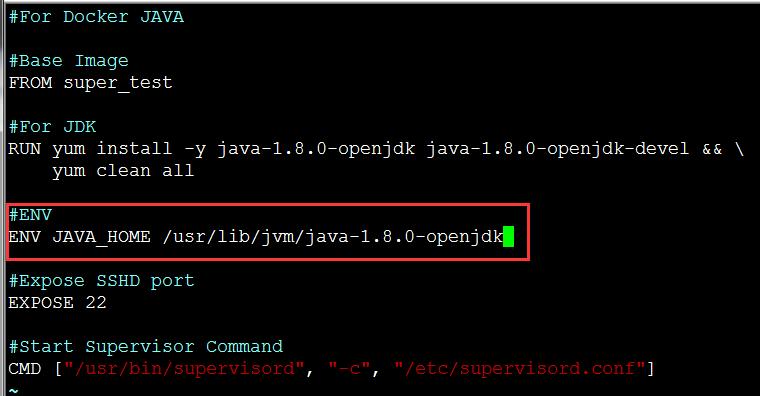 #For Docker JAVA
#Base Image
FROM super_test
#For JDK
RUN yum install -y java-1.8.0-openjdk java-1.8.0-openjdk-devel && \
    yum clean all
#ENV
ENV JAVA_HOME /usr/lib/jvm/java-1.8.0-openjdk
#Expose SSHD port
EXPOSE 22
#Start Supervisor Command
CMD ["/usr/bin/supervisord", "-c", "/etc/supervisord.conf"]
~